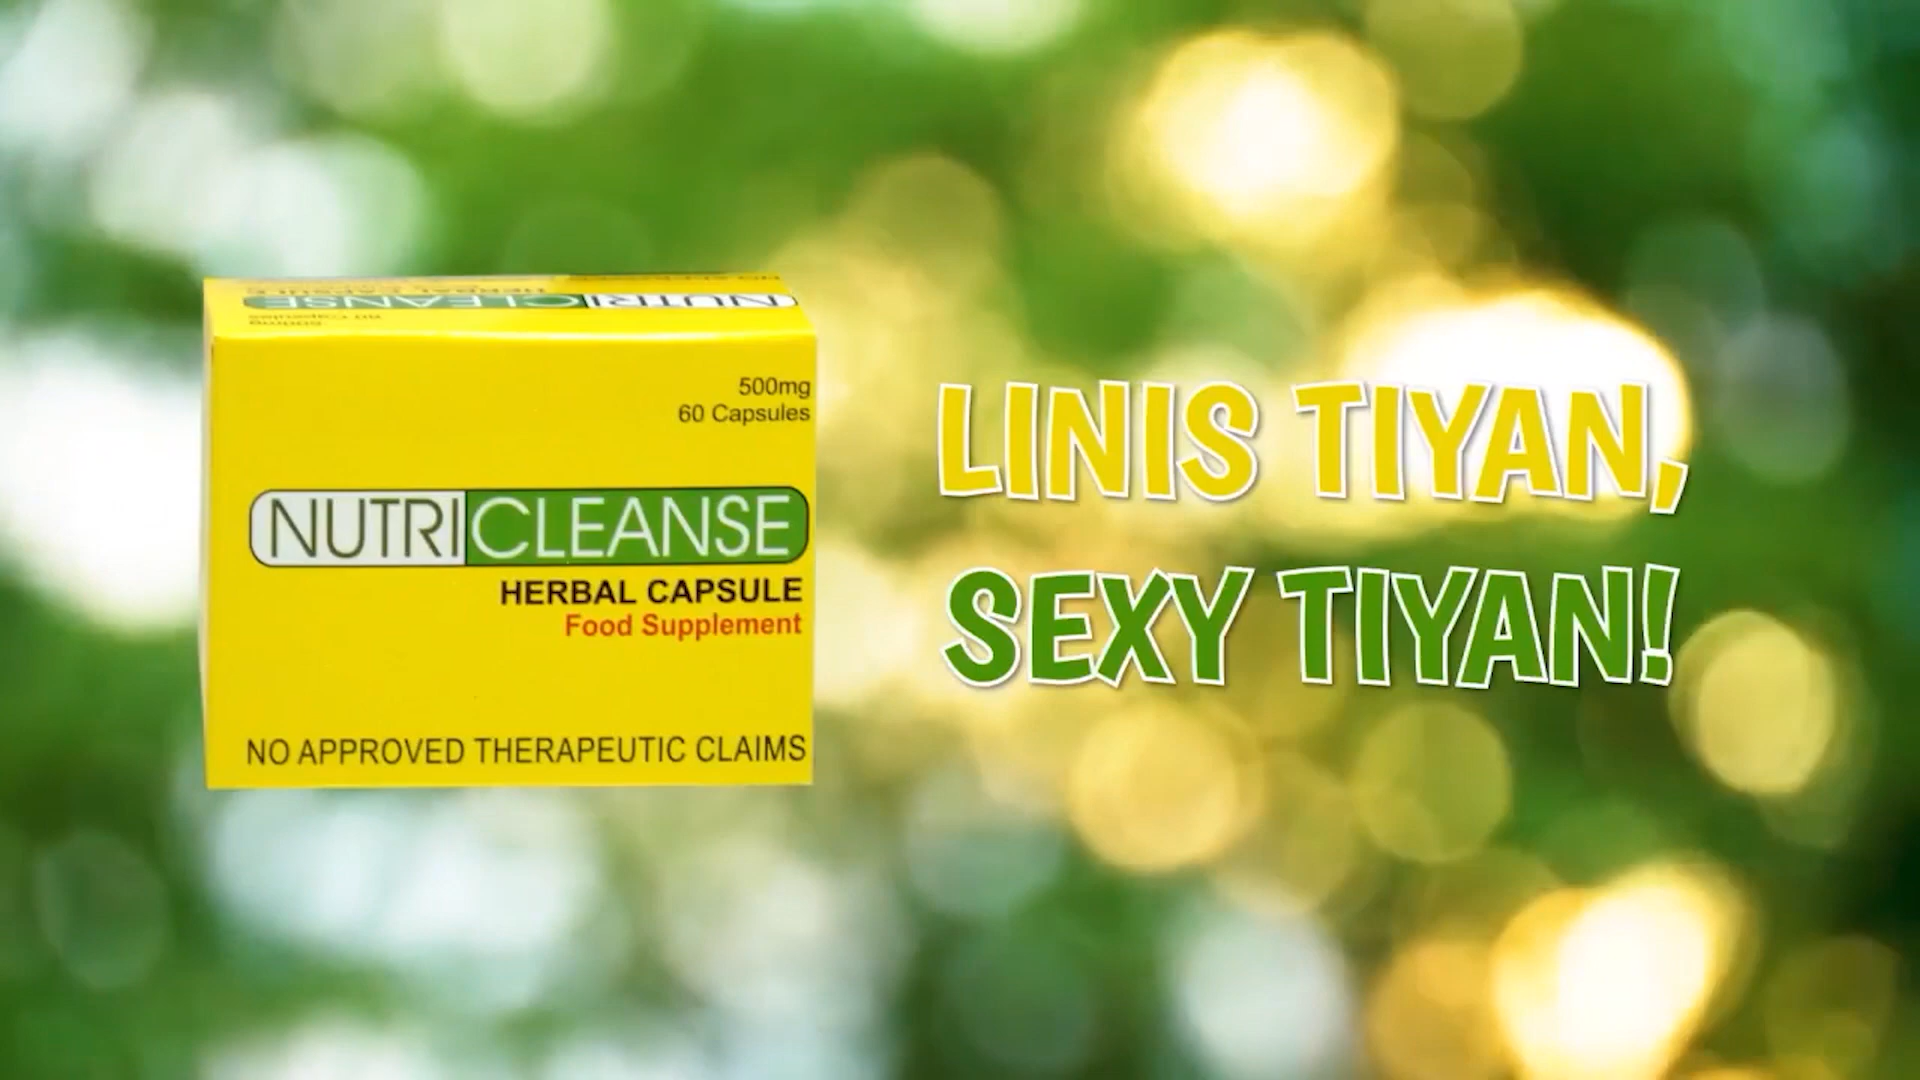 NUTRICLEANSE
500mg
60 Capsules
NUTRICLEANSE
HERBAL CAPSULE
Food Supplement
NO APPROVED THERAPEUTIC CLAIMS
LINIS TIYAN,
SEXY TIYAN!